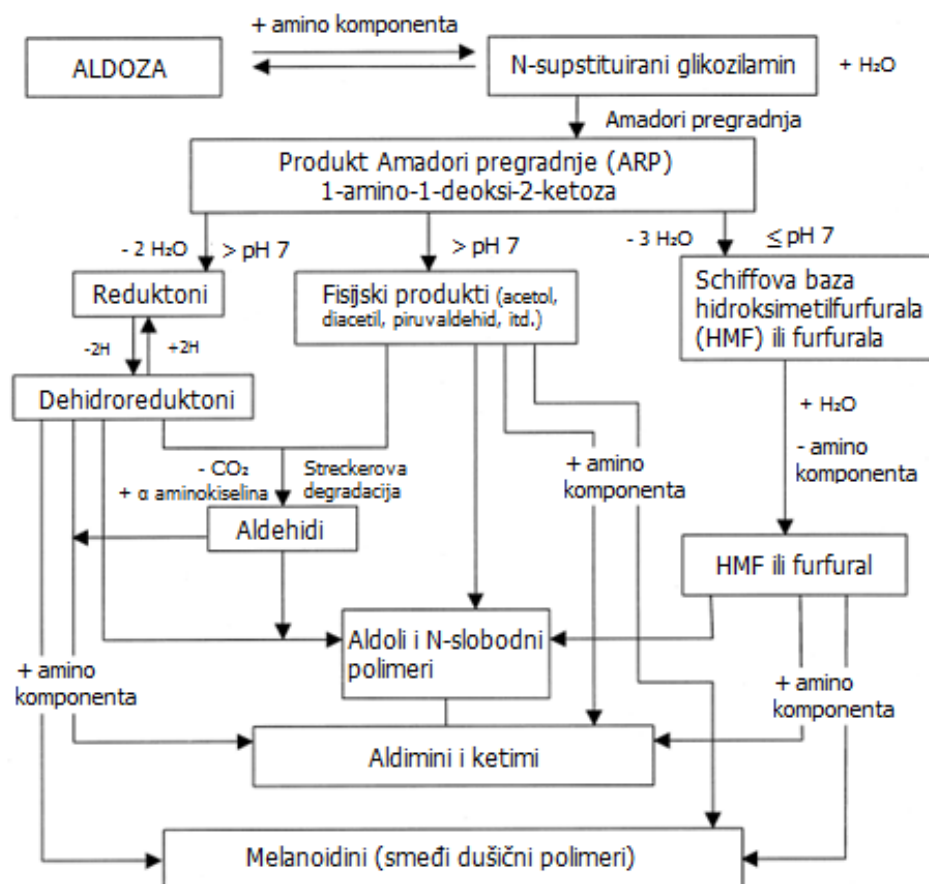 + amino komponenta
ALDOZA
N-supstituirani glikozilamin
+ H₂O
Amadori pregradnja
Produkt Amadori pregradnje (ARP)
1-amino-1-deoksi-2-ketoza
- 2 H₂O
> pH 7
> pH 7
- 3 H₂O
≤ pH 7
Reduktoni
Fisijski produkti (acetol,
diacetil, piruvaldehid, itd.)
Schiffova baza
hidroksimetilfurfurala
(HMF) ili furfurala
-2H
+2H
Dehidroreduktoni
+ H₂O
- amino
komponenta
- CO₂
+ α aminokiselina
Streckerova
degradacija
+ amino
komponenta
Aldehidi
HMF ili furfural
Aldoli i N-slobodni
polimeri
+ amino
komponenta
+ amino
komponenta
Aldimini i ketimi
Melanoidini (smeđi dušični polimeri)